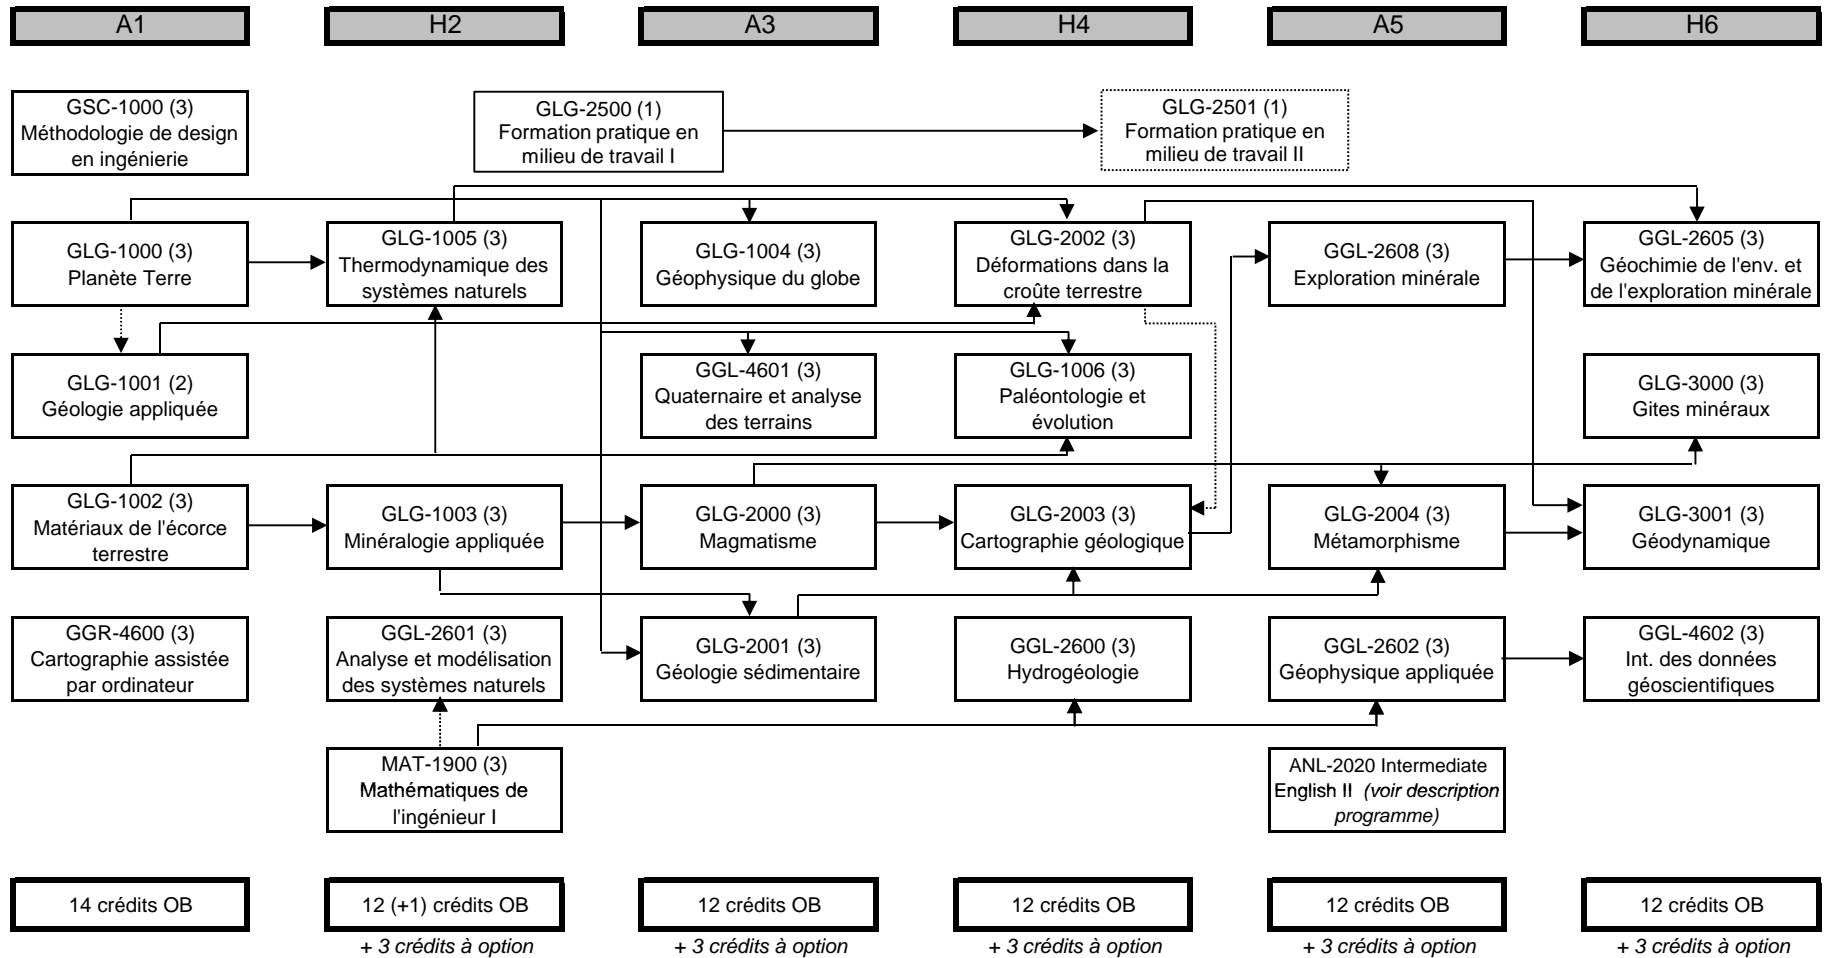 A1
H2
A3
H4
A5
H6
GSC-1000 (3)
Méthodologie de design
en ingénierie
GLG-2500 (1)
Formation pratique en
milieu de travail I
GLG-2501 (1)
Formation pratique en
milieu de travail II
GLG-1000 (3)
Planète Terre
GLG-1005 (3)
Thermodynamique des
systèmes naturels
GLG-1004 (3)
Géophysique du globe
GLG-2002 (3)
Déformations dans la
croûte terrestre
GGL-2608 (3)
Exploration minérale
GGL-2605 (3)
Géochimie de l'env. et
de l'exploration minérale
GLG-1001 (2)
Géologie appliquée
GGL-4601 (3)
Quaternaire et analyse
des terrains
GLG-1006 (3)
Paléontologie et
évolution
GLG-3000 (3)
Gites minéraux
GLG-1002 (3)
Matériaux de l'écorce
terrestre
GLG-1003 (3)
Minéralogie appliquée
GLG-2000 (3)
Magmatisme
GLG-2003 (3)
Cartographie géologique
GLG-2004 (3)
Métamorphisme
GLG-3001 (3)
Géodynamique
GGR-4600 (3)
Cartographie assistée
par ordinateur
GGL-2601 (3)
Analyse et modélisation
des systèmes naturels
GLG-2001 (3)
Géologie sédimentaire
GGL-2600 (3)
Hydrogéologie
GGL-2602 (3)
Géophysique appliquée
GGL-4602 (3)
Int. des données
géoscientifiques
MAT-1900 (3)
Mathématiques de
l'ingénieur I
ANL-2020 Intermediate
English II (voir description
programme)
14 crédits OB
12 (+1) crédits OB
12 crédits OB
12 crédits OB
12 crédits OB
12 crédits OB
+ 3 crédits à option
+ 3 crédits à option
+ 3 crédits à option
+ 3 crédits à option
+ 3 crédits à option